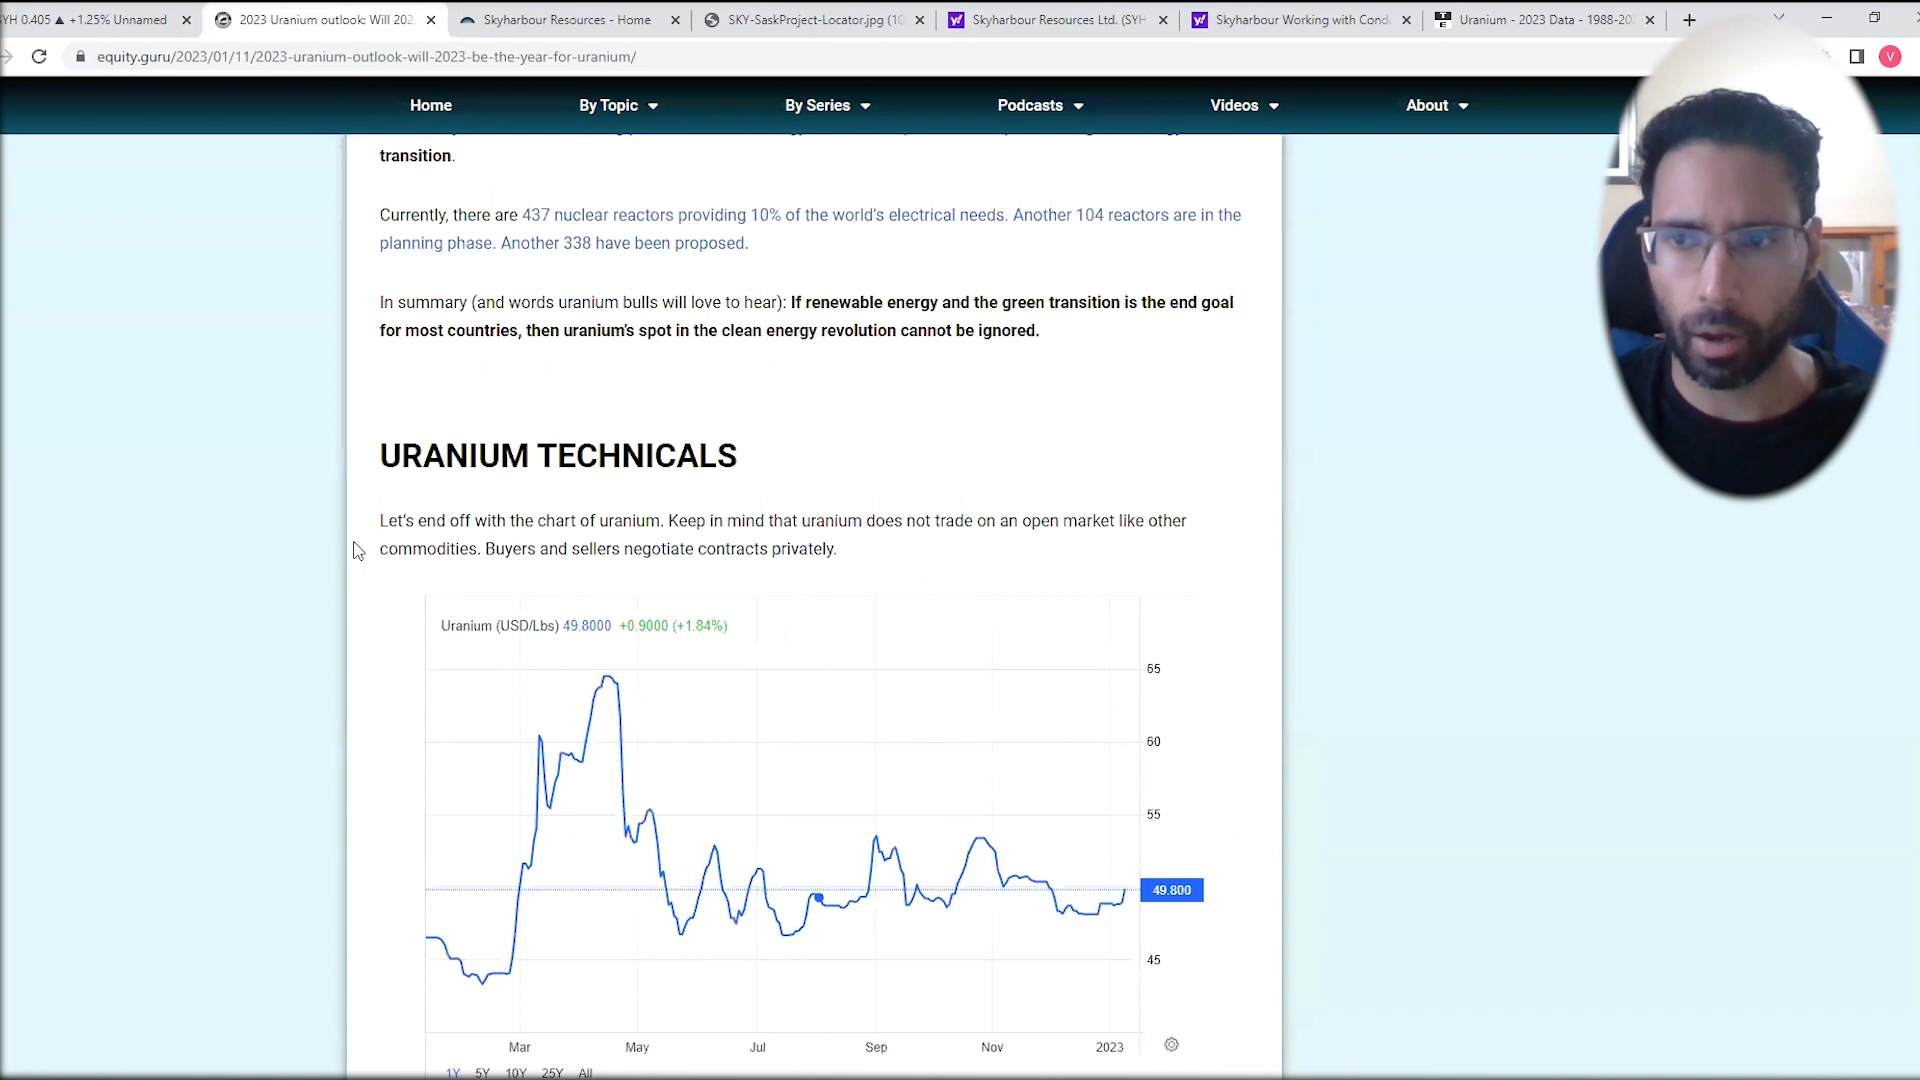 SYH 0.405 ▲ +1.25% Unnamed
2023 Uranium outlook: Will 202
Skyharbour Resources - Home
SKY-SaskProject-Locator.jpg (10
Skyharbour Resources Ltd. (SYH
Skyharbour Working with Cond
Uranium - 2023 Data - 1988-20
equity.guru/2023/01/11/2023-uranium-outlook-will-2023-be-the-year-for-uranium/
V
Home
By Topic
By Series
Podcasts
Videos
About
transition.
Currently, there are 437 nuclear reactors providing 10% of the world's electrical needs. Another 104 reactors are in the
planning phase. Another 338 have been proposed.
In summary (and words uranium bulls will love to hear): If renewable energy and the green transition is the end goal
for most countries, then uranium's spot in the clean energy revolution cannot be ignored.
URANIUM TECHNICALS
Let's end off with the chart of uranium. Keep in mind that uranium does not trade on an open market like other
commodities. Buyers and sellers negotiate contracts privately.
Uranium (USD/Lbs) 49.8000 +0.9000 (+1.84%)
65
60
55
49.800
45
Mar May Jul Sep Nov 2023
1Y 5Y 10Y 25Y All